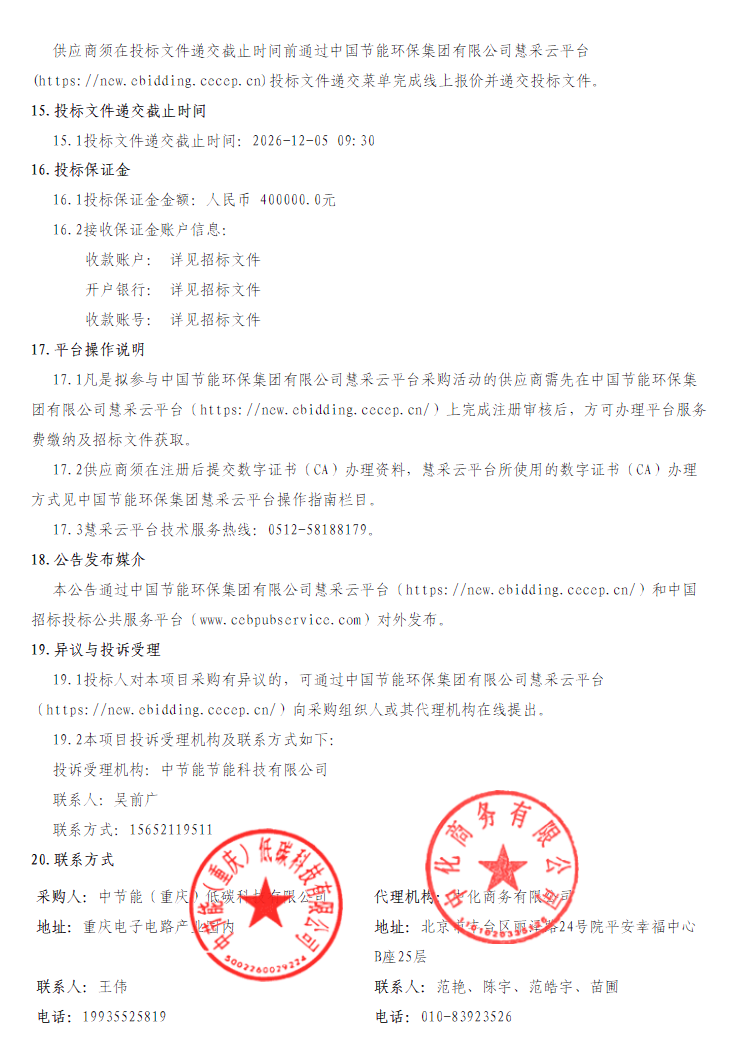 供应商须在投标文件递交截止时间前通过中国节能环保集团有限公司慧采云平台
(https://new.ebidding.cecep.cn)投标文件递交菜单完成线上报价并递交投标文件。
15.投标文件递交截止时间
15.1投标文件递交截止时间：2026-12-05 09:30
16.投标保证金
16.1投标保证金金额：人民币 400000.0元
16.2接收保证金账户信息：
收款账户： 详见招标文件
开户银行： 详见招标文件
收款账号： 详见招标文件
17.平台操作说明
17.1凡是拟参与中国节能环保集团有限公司慧采云平台采购活动的供应商需先在中国节能环保集
团有限公司慧采云平台（https://new.ebidding.cecep.cn/）上完成注册审核后，方可办理平台服务
费缴纳及招标文件获取。
17.2供应商须在注册后提交数字证书（CA）办理资料，慧采云平台所使用的数字证书（CA）办理
方式见中国节能环保集团慧采云平台操作指南栏目。
17.3慧采云平台技术服务热线：0512-58188179。
18.公告发布媒介
本公告通过中国节能环保集团有限公司慧采云平台（https://new.ebidding.cecep.cn/）和中国
招标投标公共服务平台（www.cebpubservice.com）对外发布。
19.异议与投诉受理
19.1投标人对本项目采购有异议的，可通过中国节能环保集团有限公司慧采云平台
（https://new.ebidding.cecep.cn/）向采购组织人或其代理机构在线提出。
19.2本项目投诉受理机构及联系方式如下：
投诉受理机构：中节能节能科技有限公司
联系人：吴前广
联系方式：15652119511
20.联系方式
采购人：中节能（重庆）低碳科技有限公司
代理机构：中化商务有限公司
地址：重庆电子电路产业园内
地址：北京市丰台区丽泽路24号院平安幸福中心
B座25层
联系人：王伟
联系人：范艳、陈宇、范皓宇、苗圃
电话：19935525819
电话：010-83923526
中节能（重庆）低碳科技有限公司
5002260029224
中化商务有限公司